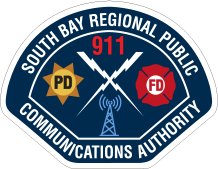 SOUTH BAY REGIONAL PUBLIC
911
PD
FD
COMMUNICATIONS AUTHORITY